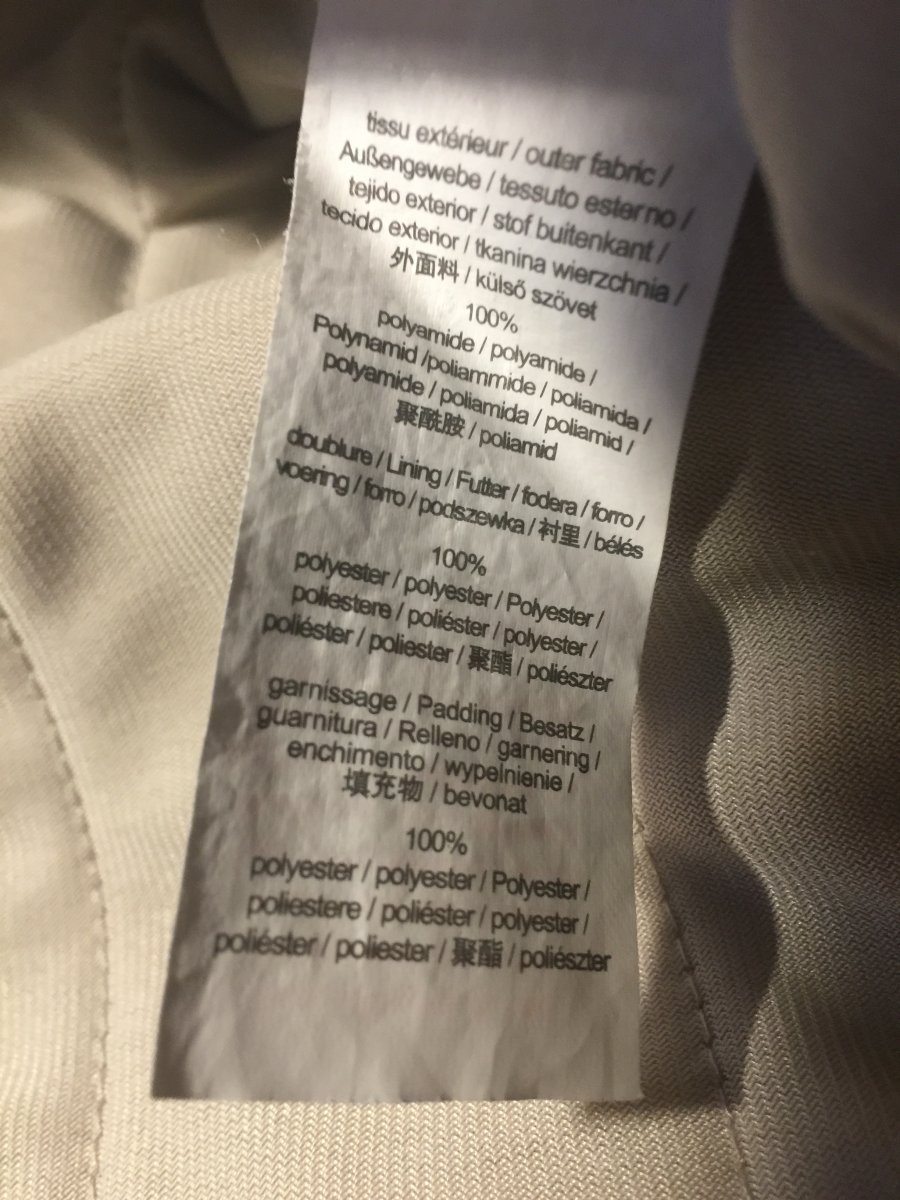 tissu extérieur / outer fabric /
Außengewebe / tessuto esterno /
tejido exterior / stof buitenkant /
tecido exterior / tkanina wierzchnia /
外面料 / külső szövet
100%
polyamide / polyamide /
Polynamid /poliammide / poliamida /
polyamide / poliamida / poliamid /
聚酰胺 / poliamid
doublure / Lining / Futter / fodera / forro /
voering / forro / podszewka / 衬里 / bélés
100%
polyester / polyester / Polyester /
poliestere / poliéster / polyester /
poliéster / poliester / 聚酯 / poliészter
garnissage / Padding / Besatz /
guarnitura / Relleno / garnering /
enchimento / wypelnienie /
填充物 / bevonat
100%
polyester / polyester / Polyester /
poliestere / poliéster / polyester /
poliéster / poliester / 聚酯 / poliészter